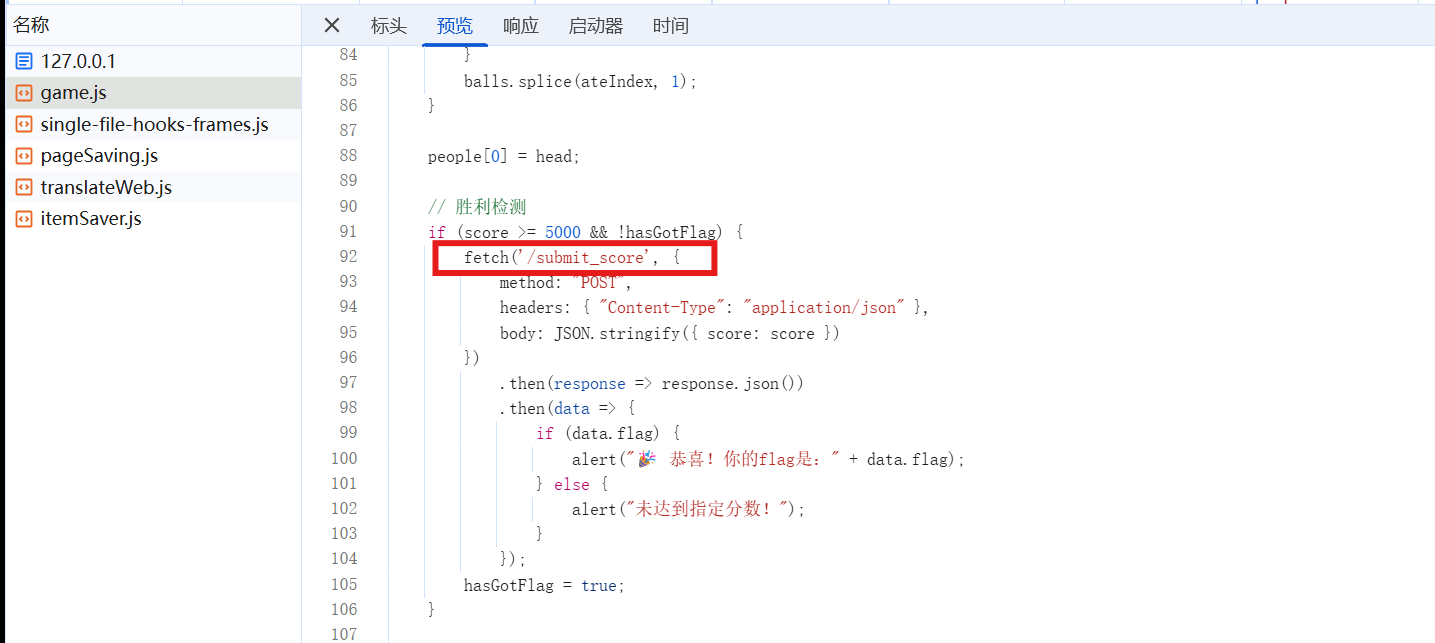 名称
127.0.0.1
game.js
single-file-hooks-frames.js
pageSaving.js
translateWeb.js
itemSaver.js
标头 预览 响应 启动器 时间
84 }
85 balls.splice(ateIndex, 1);
86 }
87
88 people[0] = head;
89
90 // 胜利检测
91 if (score >= 5000 && !hasGotFlag) {
92 fetch('/submit_score', {
93 method: "POST",
94 headers: { "Content-Type": "application/json" },
95 body: JSON.stringify({ score: score })
96 })
97 .then(response => response.json())
98 .then(data => {
99 if (data.flag) {
100 alert("🎉 恭喜！你的flag是：" + data.flag);
101 } else {
102 alert("未达到指定分数！");
103 }
104 });
105 hasGotFlag = true;
106 }
107